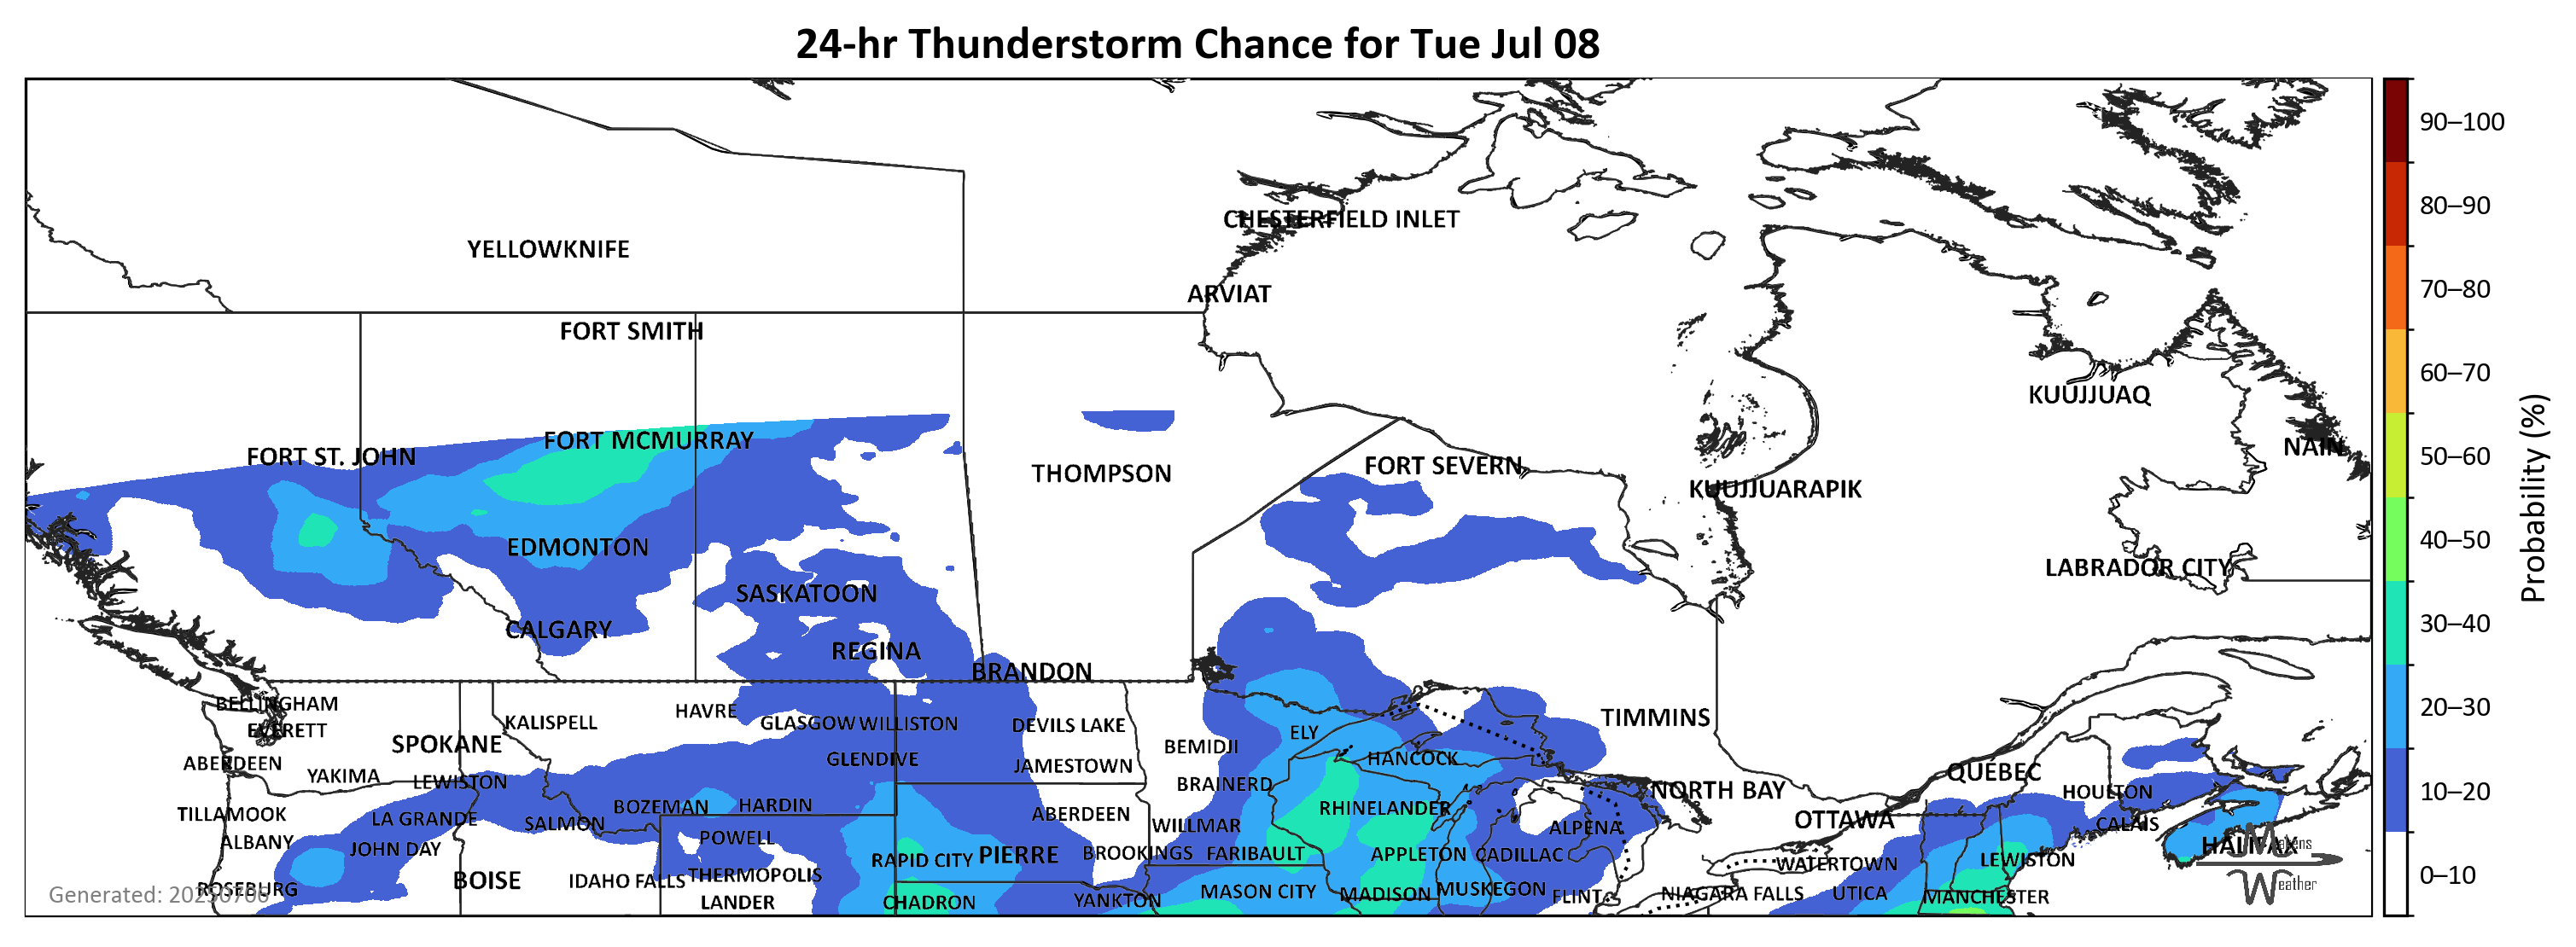 24-hr Thunderstorm Chance for Tue Jul 08
90–100
80–90
70–80
60–70
50–60
40–50
30–40
20–30
10–20
0–10
Probability (%)
CHESTERFIELD INLET
YELLOWKNIFE
ARVIAT
FORT SMITH
KUUJJUAQ
FORT MCMURRAY
NAIN
FORT ST. JOHN
FORT SEVERN
THOMPSON
KUUJJUARAPIK
EDMONTON
LABRADOR CITY
SASKATOON
CALGARY
REGINA
BRANDON
BELLINGHAM
HAVRE
TIMMINS
KALISPELL
GLASGOW
WILLISTON
DEVILS LAKE
EVERETT
ELY
SPOKANE
BEMIDJI
HANCOCK
GLENDIVE
ABERDEEN
JAMESTOWN
QUÉBEC
YAKIMA
LEWISTON
BRAINERD
NORTH BAY
HOULTON
BOZEMAN
HARDIN
RHINELANDER
TILLAMOOK
ABERDEEN
LA GRANDE
SALMON
WILLMAR
ALPENA
OTTAWA
CALAIS
POWELL
ALBANY
HALIFAX
JOHN DAY
BROOKINGS
FARIBAULT
APPLETON
CADILLAC
PIERRE
RAPID CITY
LEWISTON
WATERTOWN
THERMOPOLIS
BOISE
IDAHO FALLS
ROSEBURG
MASON CITY
MUSKEGON
MADISON
UTICA
NIAGARA FALLS
FLINT
MANCHESTER
LANDER
CHADRON
YANKTON
Generated: 20250706
Weather